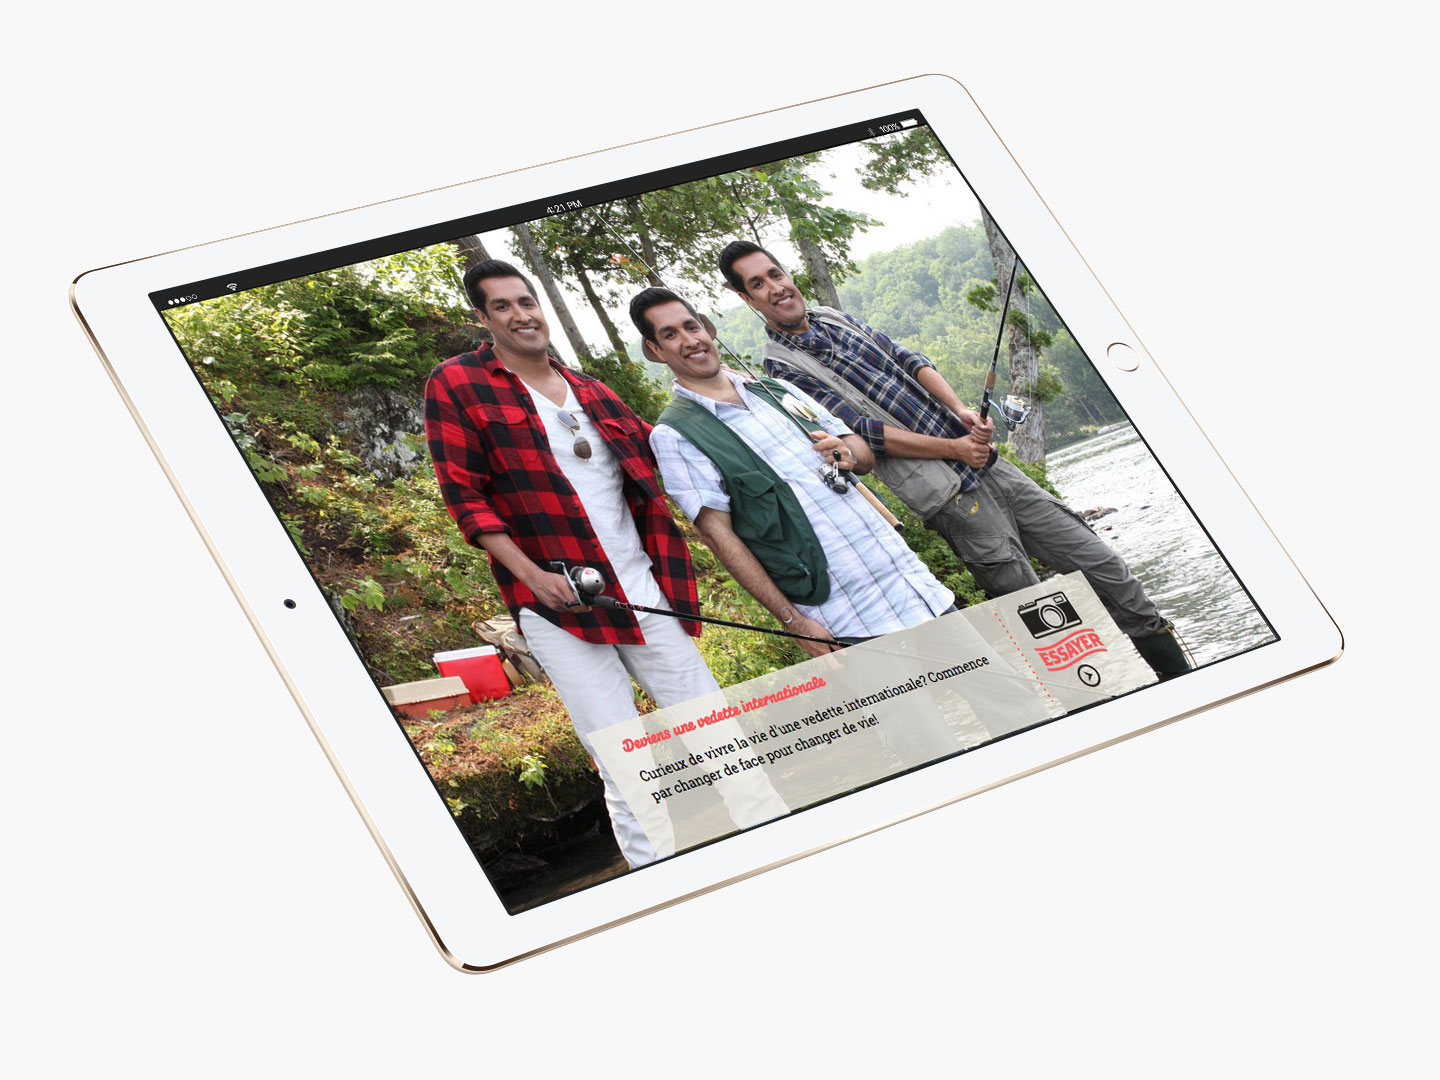 4:21 PM
100%
Deviens une vedette internationale
Curieux de vivre la vie d'une vedette internationale? Commence
par changer de face pour changer de vie!
ESSAYER